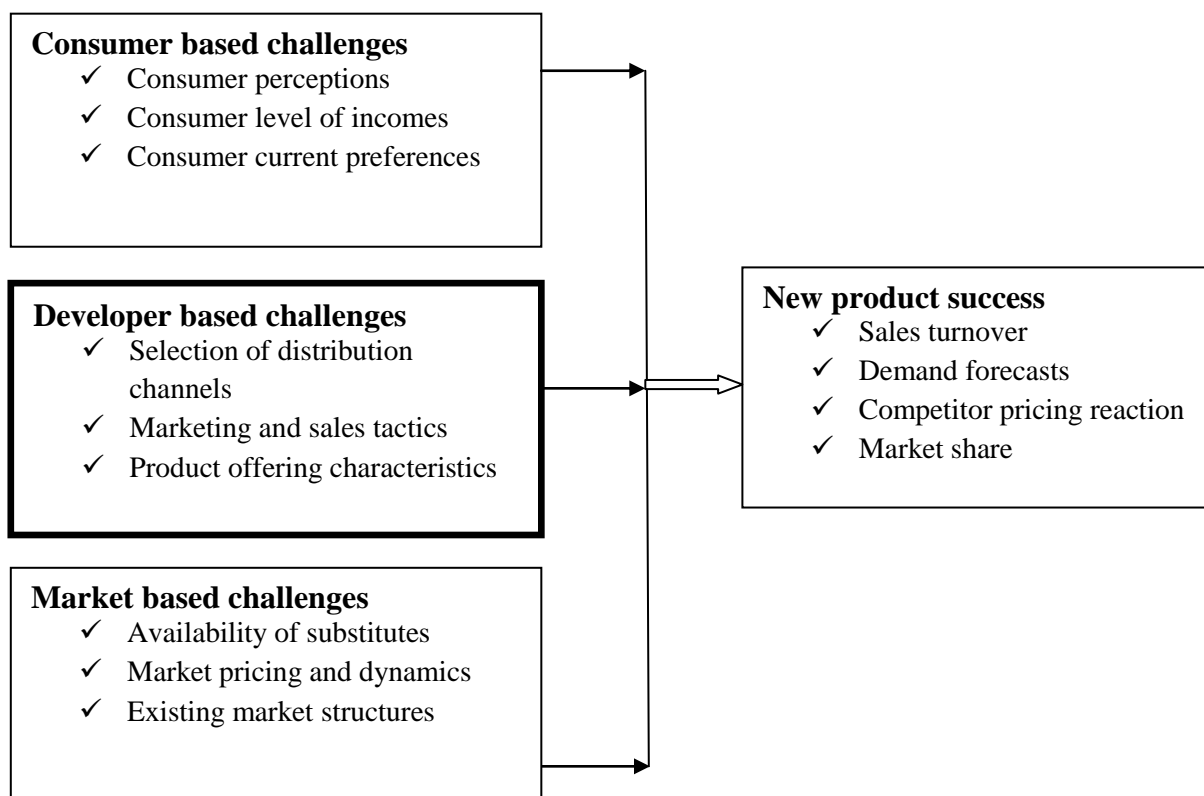 Consumer based challenges
✓ Consumer perceptions
✓ Consumer level of incomes
✓ Consumer current preferences
Developer based challenges
✓ Selection of distribution
channels
✓ Marketing and sales tactics
✓ Product offering characteristics
Market based challenges
✓ Availability of substitutes
✓ Market pricing and dynamics
✓ Existing market structures
New product success
✓ Sales turnover
✓ Demand forecasts
✓ Competitor pricing reaction
✓ Market share